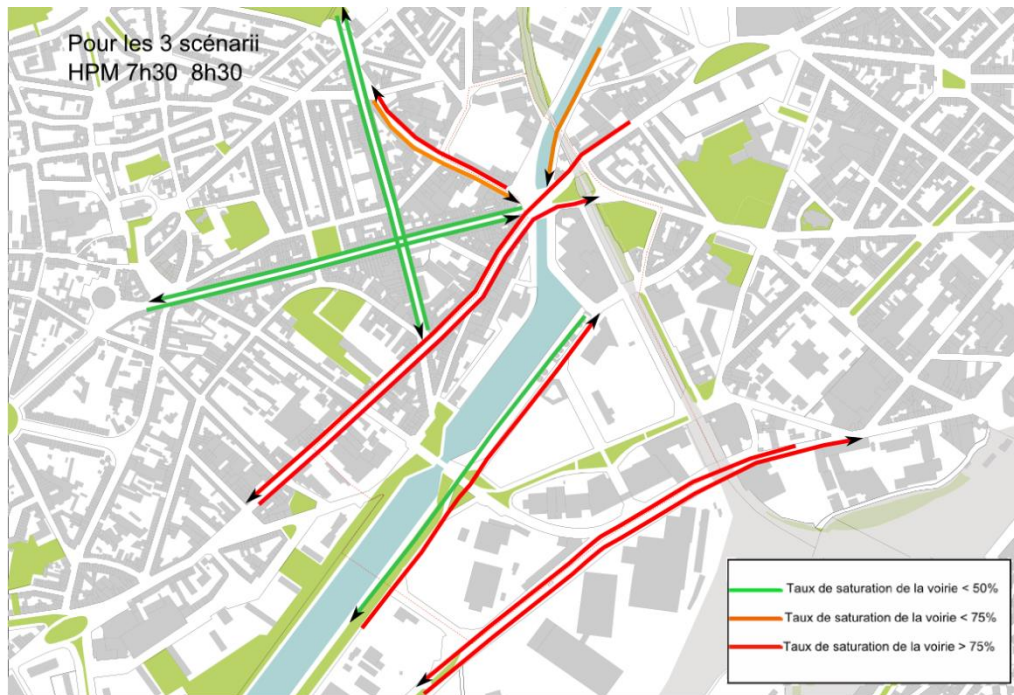 Pour les 3 scénarii
HPM 7h30 8h30
Taux de saturation de la voirie < 50%
Taux de saturation de la voirie < 75%
Taux de saturation de la voirie > 75%